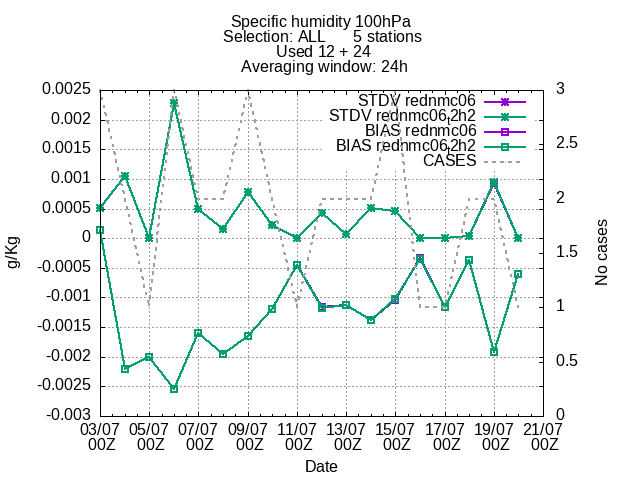 Specific humidity 100hPa
Selection: ALL 5 stations
Used 12 + 24
Averaging window: 24h
STDV rednmc06
STDV rednmc06,2h2
BIAS rednmc06
BIAS rednmc06,2h2
CASES
0.0025
0.002
0.0015
0.001
0.0005
0
-0.0005
-0.001
-0.0015
-0.002
-0.0025
-0.003
g/Kg
3
2.5
2
1.5
1
0.5
0
No cases
03/07 05/07 07/07 09/07 11/07 13/07 15/07 17/07 19/07 21/07
00Z 00Z 00Z 00Z 00Z 00Z 00Z 00Z 00Z 00Z
Date